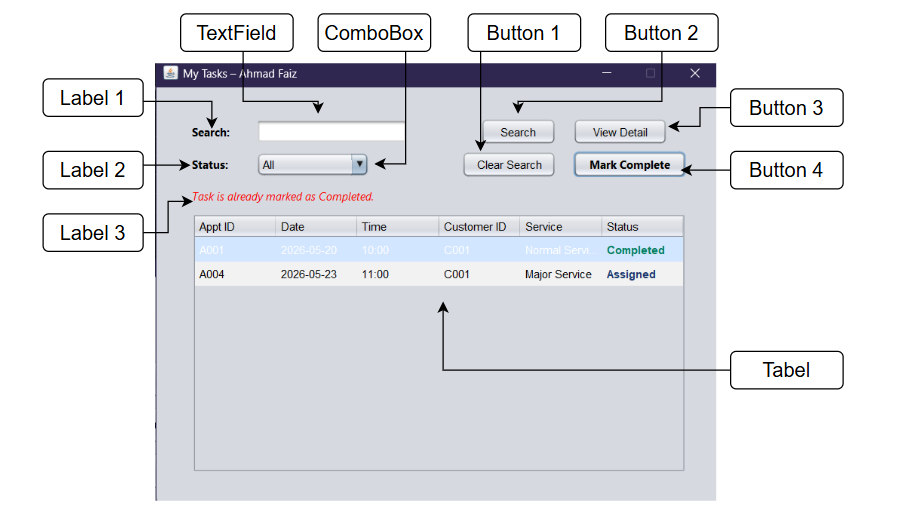 TextField
ComboBox
Button 1
Button 2
My Tasks – Ahmad Faiz
Label 1
Search:
Search
View Detail
Button 3
Label 2
Status:
All
Clear Search
Mark Complete
Button 4
Task is already marked as Completed.
Label 3
Appt ID Date Time Customer ID Service Status
A001 2026-05-20 10:00 C001 Normal Servi... Completed
A004 2026-05-23 11:00 C001 Major Service Assigned
Tabel